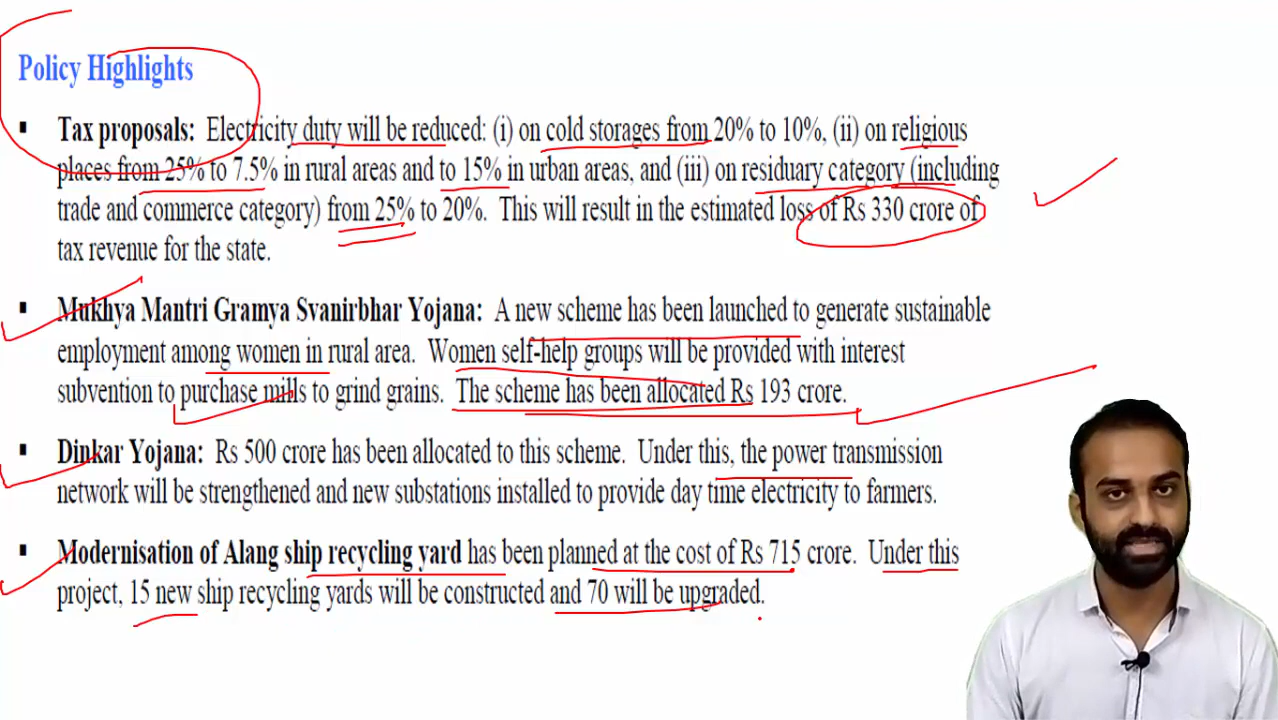 Policy Highlights
▪ Tax proposals: Electricity duty will be reduced: (i) on cold storages from 20% to 10%, (ii) on religious
places from 25% to 7.5% in rural areas and to 15% in urban areas, and (iii) on residuary category (including
trade and commerce category) from 25% to 20%. This will result in the estimated loss of Rs 330 crore of
tax revenue for the state.
▪ Mukhya Mantri Gramya Svanirbhar Yojana: A new scheme has been launched to generate sustainable
employment among women in rural area. Women self-help groups will be provided with interest
subvention to purchase mills to grind grains. The scheme has been allocated Rs 193 crore.
▪ Dinkar Yojana: Rs 500 crore has been allocated to this scheme. Under this, the power transmission
network will be strengthened and new substations installed to provide day time electricity to farmers.
▪ Modernisation of Alang ship recycling yard has been planned at the cost of Rs 715 crore. Under this
project, 15 new ship recycling yards will be constructed and 70 will be upgraded.